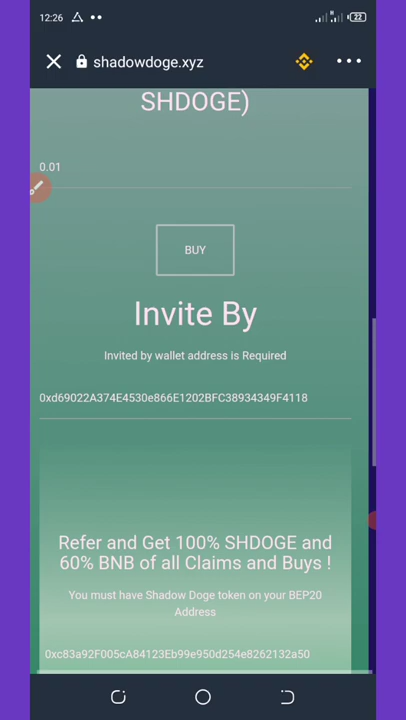 12:26
22
shadowdoge.xyz
SHDOGE)
0.01
BUY
Invite By
Invited by wallet address is Required
0xd69022A374E4530e866E1202BFC38934349F4118
Refer and Get 100% SHDOGE and
60% BNB of all Claims and Buys !
You must have Shadow Doge token on your BEP20
Address
0xc83a92F005cA84123Eb99e950d254e8262132a50